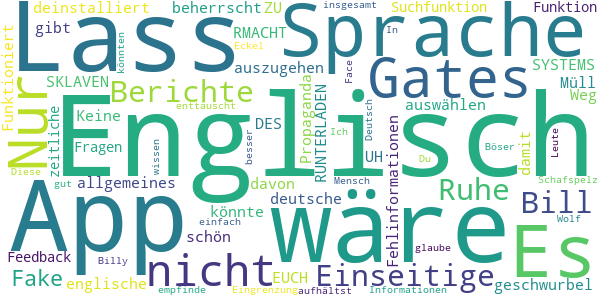 deinstalliert
beherrscht
ZU
insgesamt
Suchfunktion
Funktion
gibt
RMACHT
Eckel
In
könnten
Lass
Sprache
auszugehen
Face
SYSTEMS
Funktioniert
SKLAVEN
Gates
Müll
Nur
Berichte
enttäuscht
Propaganda
RUNTERLADEN
auswählen
Weg
Keine
DES
besser
Ich
Deutsch
Leute
zeitliche
Englisch
Fragen
wissen
UH
Fehlinformationen
Du
Böser
damit
Diese
gut
allgemeines
davon
Mensch
Ruhe
Schafspelz
App
wäre
könnte
deutsche
Bill
Wolf
schön
einfach
Es
Feedback
Billy
nicht
glaube
Fake
englische
EUCH
Einseitige
geschwurbel
empfinde
Eingrenzung
aufhältst
Informationen